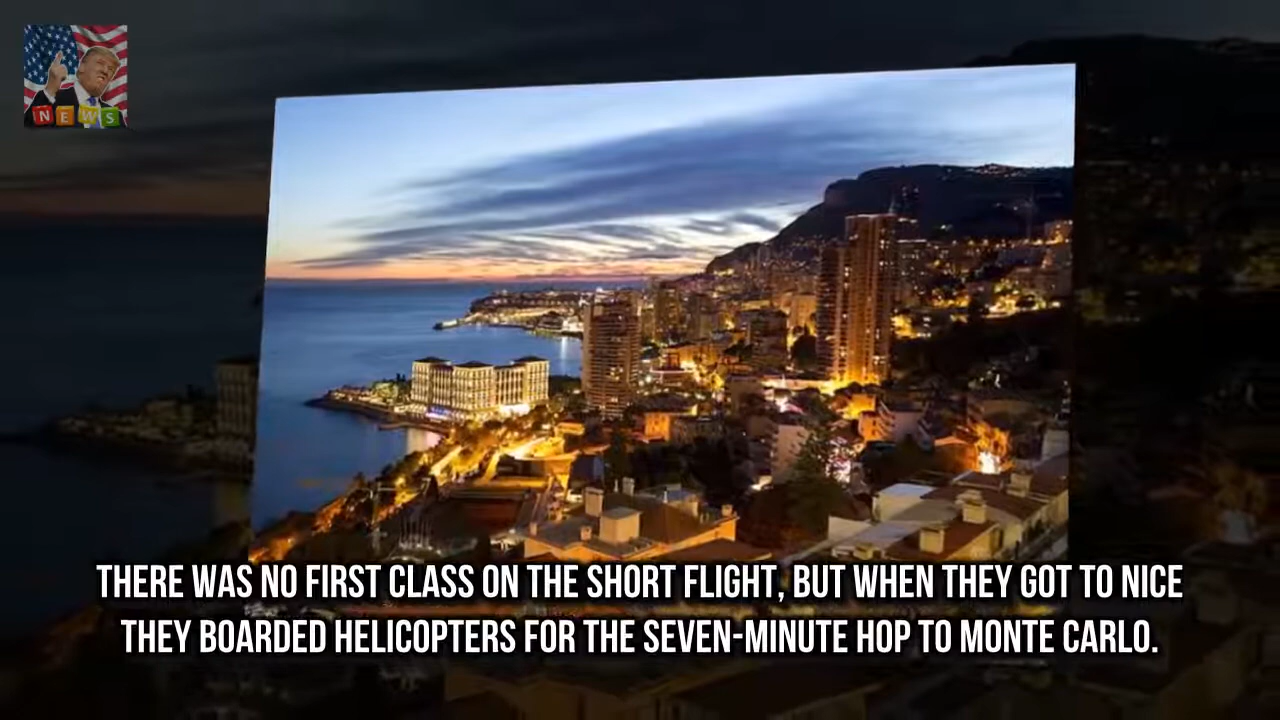 NEWS
THERE WAS NO FIRST CLASS ON THE SHORT FLIGHT, BUT WHEN THEY GOT TO NICE
THEY BOARDED HELICOPTERS FOR THE SEVEN-MINUTE HOP TO MONTE CARLO.